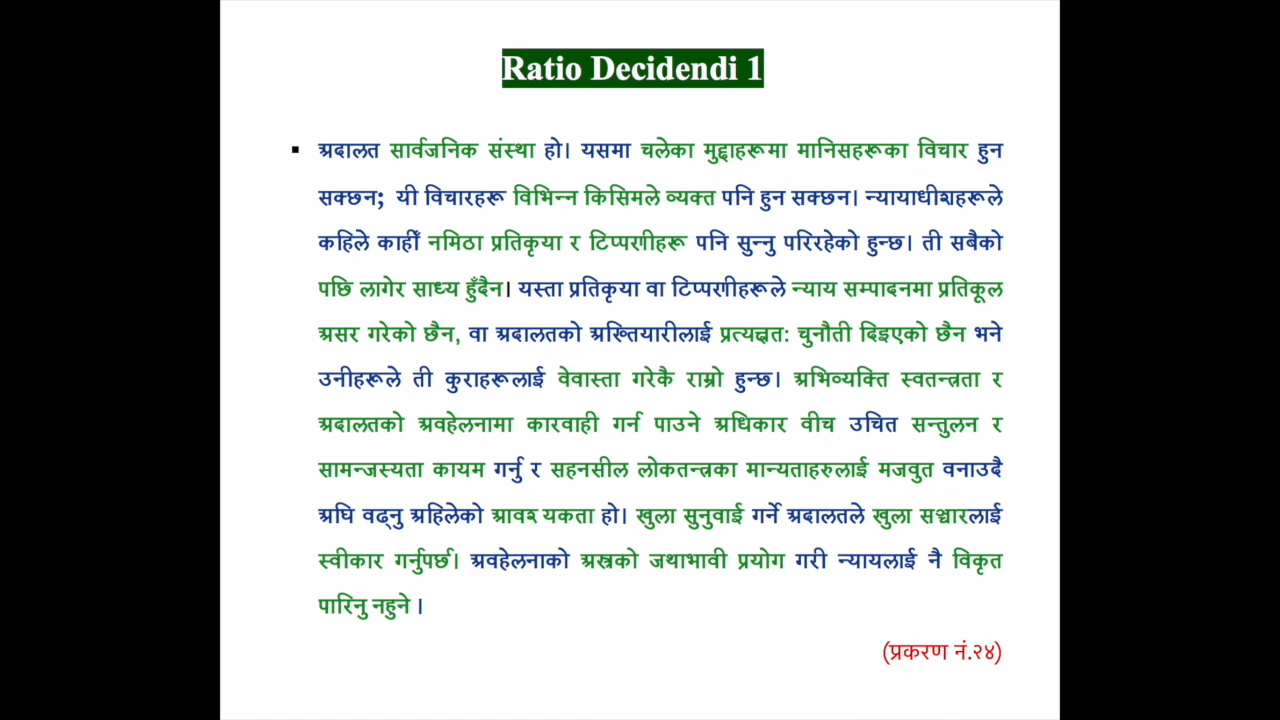 Ratio Decidendi 1
▪ अदालत सार्वजनिक संस्था हो। यसमा चलेका मुद्दाहरूमा मानिसहरूका विचार हुन
सक्छन; यी विचारहरू विभिन्न किसिमले व्यक्त पनि हुन सक्छन। न्यायाधीशहरूले
कहिले काहीँ नमिठा प्रतिकृया र टिप्पणीहरू पनि सुन्नु परिरहेको हुन्छ। ती सबैको
पछि लागेर साध्य हुँदैन। यस्ता प्रतिकृया वा टिप्पणीहरूले न्याय सम्पादनमा प्रतिकूल
असर गरेको छैन, वा अदालतको अख्तियारीलाई प्रत्यक्षत: चुनौती दिइएको छैन भने
उनीहरूले ती कुराहरूलाई वेवास्ता गरेकै राम्रो हुन्छ। अभिव्यक्ति स्वतन्त्रता र
अदालतको अवहेलनामा कारवाही गर्न पाउने अधिकार वीच उचित सन्तुलन र
सामन्जस्यता कायम गर्नु र सहनसील लोकतन्त्रका मान्यताहरुलाई मजवुत वनाउदै
अघि वढ्नु अहिलेको आवश्यकता हो। खुला सुनुवाई गर्ने अदालतले खुला सञ्चारलाई
स्वीकार गर्नुपर्छ। अवहेलनाको अस्त्रको जथाभावी प्रयोग गरी न्यायलाई नै विकृत
पारिनु नहुने ।
(प्रकरण नं.२४)